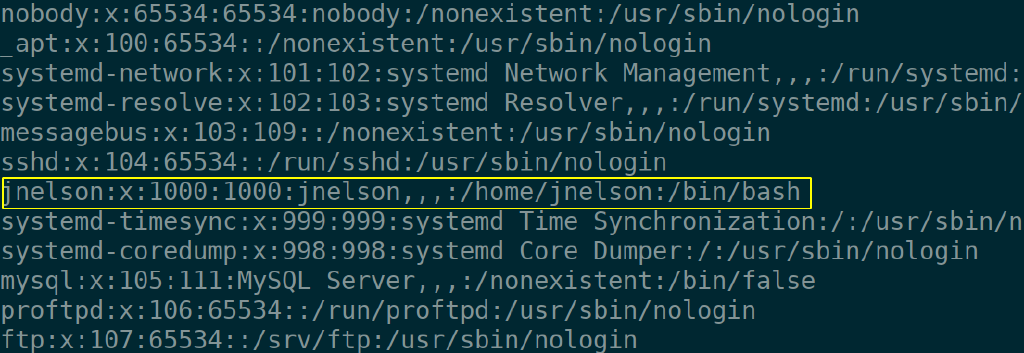 nobody:x:65534:65534:nobody:/nonexistent:/usr/sbin/nologin
_apt:x:100:65534::/nonexistent:/usr/sbin/nologin
systemd-network:x:101:102:systemd Network Management,,,:/run/systemd:
systemd-resolve:x:102:103:systemd Resolver,,,:/run/systemd:/usr/sbin/
messagebus:x:103:109::/nonexistent:/usr/sbin/nologin
sshd:x:104:65534::/run/sshd:/usr/sbin/nologin
jnelson:x:1000:1000:jnelson,,,:/home/jnelson:/bin/bash
systemd-timesync:x:999:999:systemd Time Synchronization:/:/usr/sbin/n
systemd-coredump:x:998:998:systemd Core Dumper:/:/usr/sbin/nologin
mysql:x:105:111:MySQL Server,,,:/nonexistent:/bin/false
proftpd:x:106:65534::/run/proftpd:/usr/sbin/nologin
ftp:x:107:65534::/srv/ftp:/usr/sbin/nologin